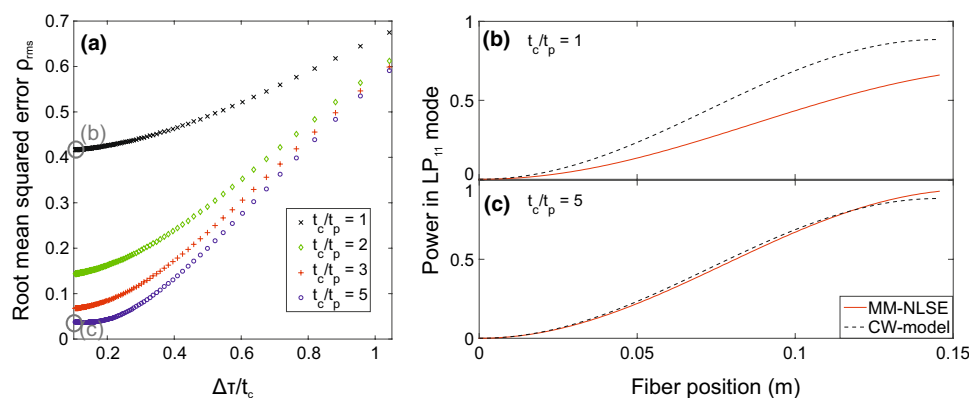 (a)
Root mean squared error ρrms
0.7
0.6
0.5
0.4
0.3
0.2
0.1
0
(b)
(c)
tc/tp = 1
tc/tp = 2
tc/tp = 3
tc/tp = 5
0.2
0.4
0.6
0.8
1
Δτ/tc
Power in LP11 mode
(b) tc/tp = 1
1
0.5
0
(c) tc/tp = 5
1
0.5
0
MM-NLSE
CW-model
0
0.05
0.1
0.15
Fiber position (m)